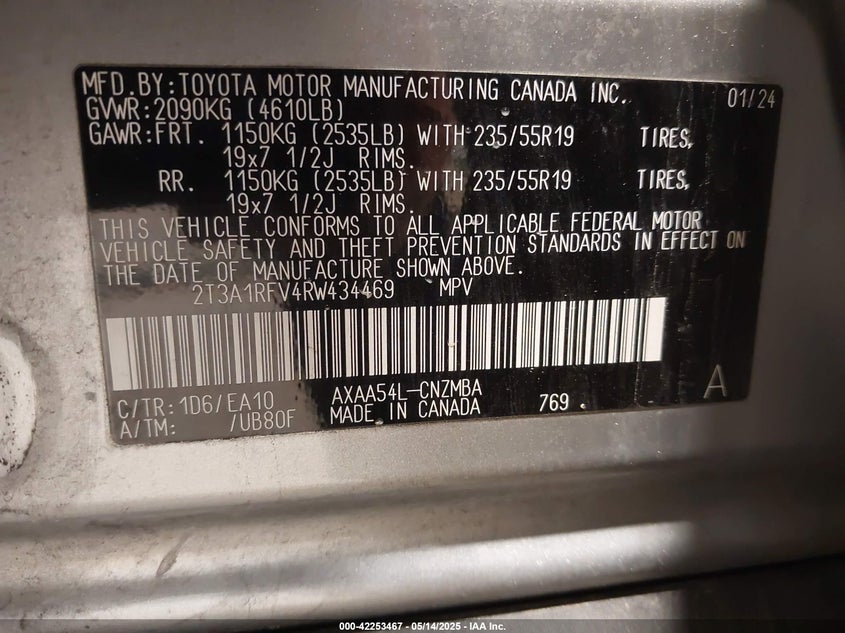 MFD.BY:TOYOTA MOTOR MANUFACTURING CANADA INC. 01/24
GVWR:2090KG (4610LB)
GAWR:FRT. 1150KG (2535LB) WITH 235/55R19 TIRES,
19x7 1/2J RIMS.
RR. 1150KG (2535LB) WITH 235/55R19 TIRES,
19x7 1/2J RIMS.
THIS VEHICLE CONFORMS TO ALL APPLICABLE FEDERAL MOTOR
VEHICLE SAFETY AND THEFT PREVENTION STANDARDS IN EFFECT ON
THE DATE OF MANUFACTURE SHOWN ABOVE.
2T3A1RFV4RW434469 MPV
C/TR:1D6/EA10 AXAA54L-CNZMBA A
A/TM: /UB80F MADE IN CANADA 769
000-42253467 - 05/14/2025 - IAA Inc.